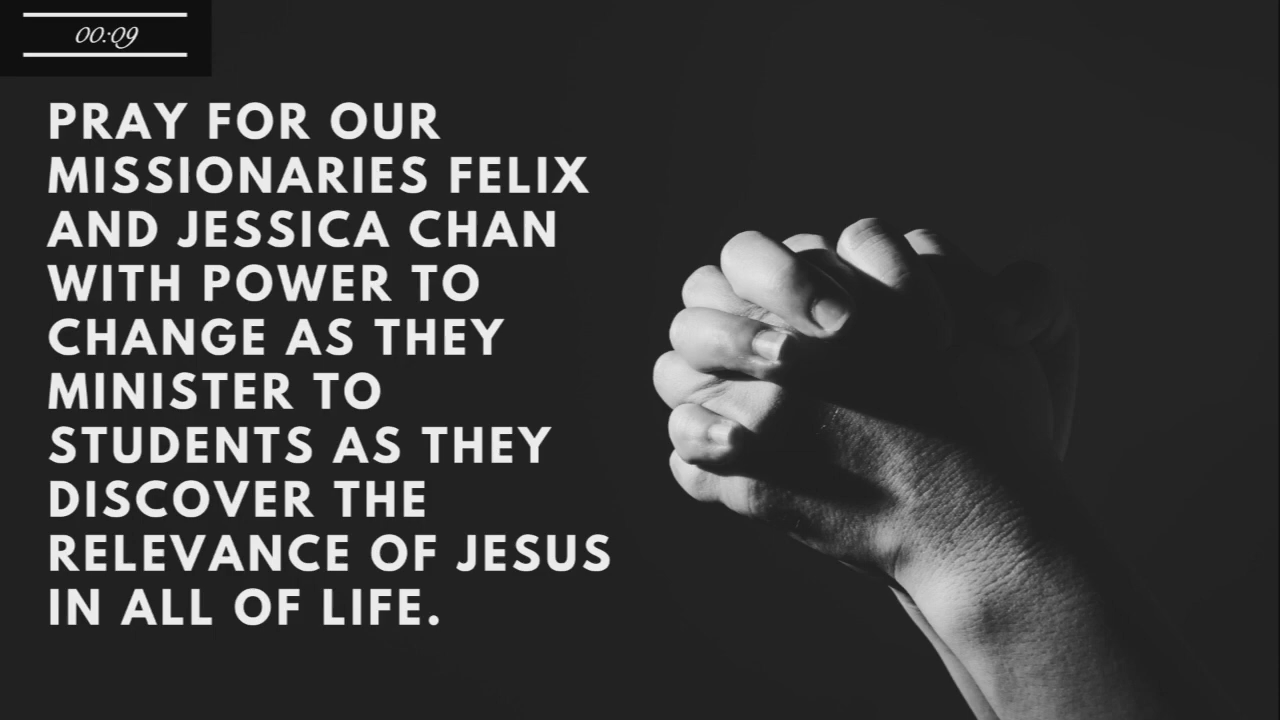 00:09
PRAY FOR OUR
MISSIONARIES FELIX
AND JESSICA CHAN
WITH POWER TO
CHANGE AS THEY
MINISTER TO
STUDENTS AS THEY
DISCOVER THE
RELEVANCE OF JESUS
IN ALL OF LIFE.